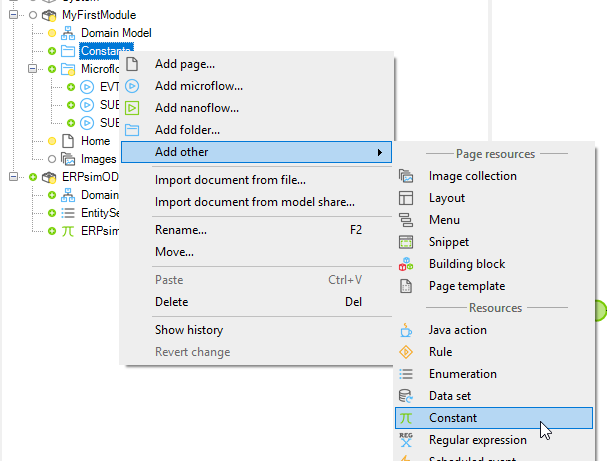 MyFirstModule
Domain Model
Constants
Microflo
EVT
SUB
SUB
Home
Images
ERPsimOD
Domain
EntitySe
ERPsim
Add page...
Add microflow...
Add nanoflow...
Add folder...
Add other
Import document from file...
Import document from model share...
Rename... F2
Move...
Paste Ctrl+V
Delete Del
Show history
Revert change
Page resources
Image collection
Layout
Menu
Snippet
Building block
Page template
Resources
Java action
Rule
Enumeration
Data set
Constant
REG Regular expression
Scheduled event